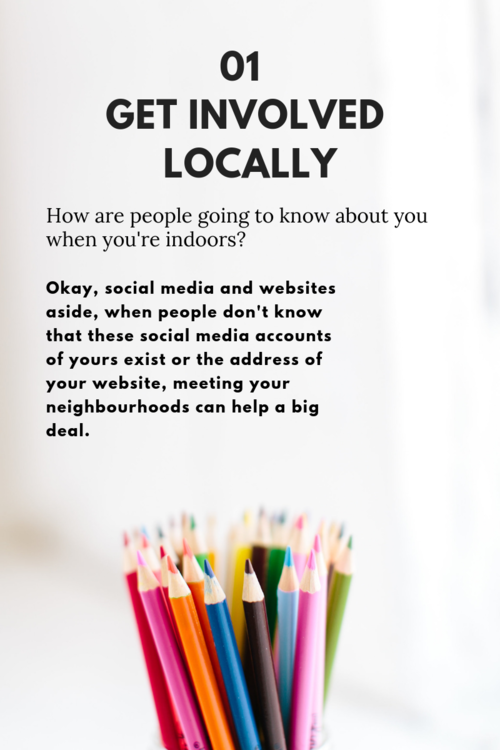 01
GET INVOLVED
LOCALLY
How are people going to know about you
when you're indoors?
Okay, social media and websites
aside, when people don't know
that these social media accounts
of yours exist or the address of
your website, meeting your
neighbourhoods can help a big
deal.